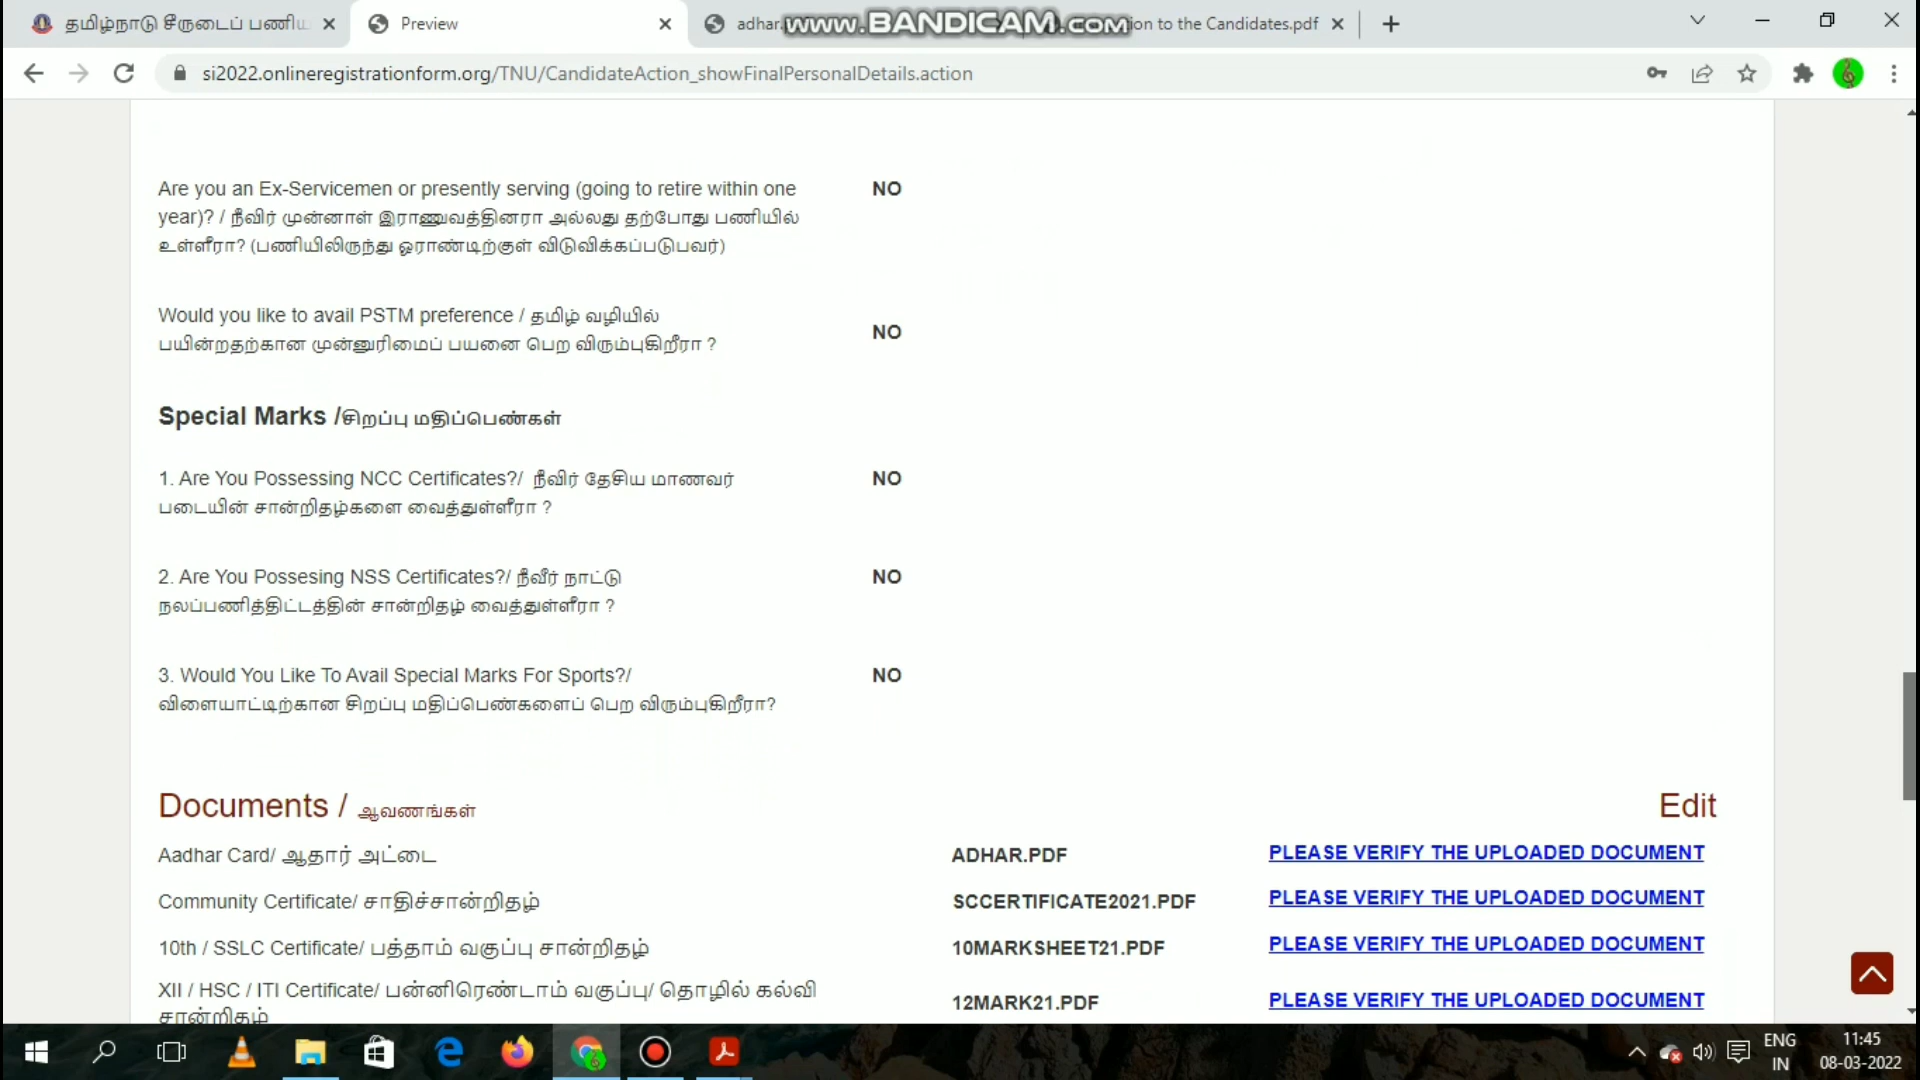 தமிழ்நாடு சீருடைப் பணிய
Preview
adhar.
www.BANDICAM.com
ion to the Candidates.pdf
si2022.onlineregistrationform.org/TNU/CandidateAction_showFinalPersonalDetails.action
Are you an Ex-Servicemen or presently serving (going to retire within one
year)? / நீவிர் முன்னாள் இராணுவத்தினரா அல்லது தற்போது பணியில்
உள்ளீரா? (பணியிலிருந்து ஓராண்டிற்குள் விடுவிக்கப்படுபவர்)
NO
Would you like to avail PSTM preference / தமிழ் வழியில்
பயின்றதற்கான முன்னுரிமைப் பயனை பெற விரும்புகிறீரா ?
NO
Special Marks /சிறப்பு மதிப்பெண்கள்
1. Are You Possessing NCC Certificates?/ நீவிர் தேசிய மாணவர்
படையின் சான்றிதழ்களை வைத்துள்ளீரா ?
NO
2. Are You Possesing NSS Certificates?/ நீவீர் நாட்டு
நலப்பணித்திட்டத்தின் சான்றிதழ் வைத்துள்ளீரா ?
NO
3. Would You Like To Avail Special Marks For Sports?/
விளையாட்டிற்கான சிறப்பு மதிப்பெண்களைப் பெற விரும்புகிறீரா?
NO
Documents / ஆவணங்கள்
Edit
Aadhar Card/ ஆதார் அட்டை ADHAR.PDF PLEASE VERIFY THE UPLOADED DOCUMENT
Community Certificate/ சாதிச்சான்றிதழ் SCCERTIFICATE2021.PDF PLEASE VERIFY THE UPLOADED DOCUMENT
10th / SSLC Certificate/ பத்தாம் வகுப்பு சான்றிதழ் 10MARKSHEET21.PDF PLEASE VERIFY THE UPLOADED DOCUMENT
XII / HSC / ITI Certificate/ பன்னிரெண்டாம் வகுப்பு/ தொழில் கல்வி
சான்றிதழ்
12MARK21.PDF PLEASE VERIFY THE UPLOADED DOCUMENT
ENG
IN
11:45
08-03-2022